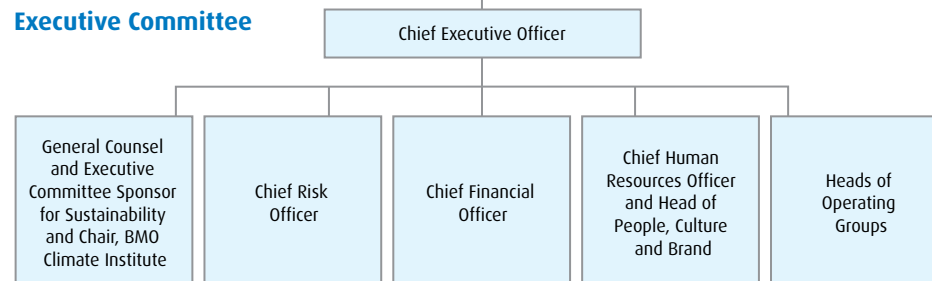 Executive Committee
Chief Executive Officer
General Counsel
and Executive
Committee Sponsor
for Sustainability
and Chair, BMO
Climate Institute
Chief Risk
Officer
Chief Financial
Officer
Chief Human
Resources Officer
and Head of
People, Culture
and Brand
Heads of
Operating
Groups